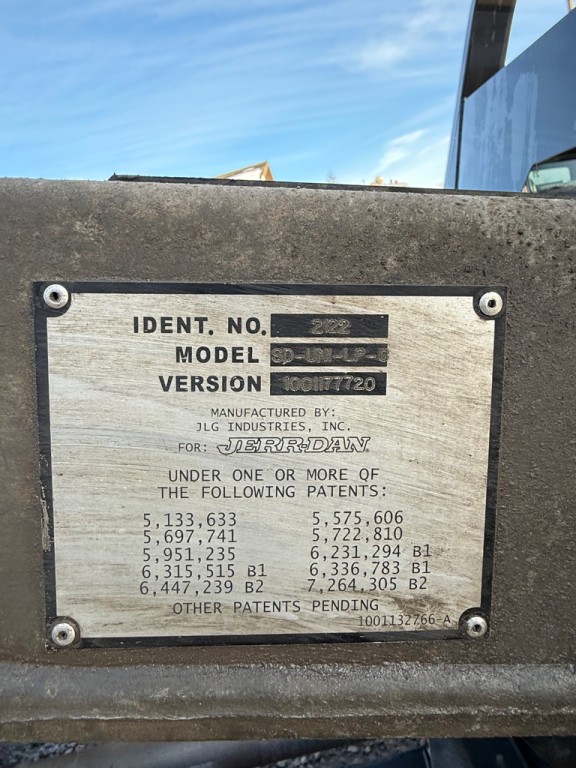 IDENT. NO. 2122
MODEL SD-UNI-LP-G
VERSION 1001177720
MANUFACTURED BY:
JLG INDUSTRIES, INC.
FOR: JERR-DAN®
UNDER ONE OR MORE OF
THE FOLLOWING PATENTS:
5,133,633 5,575,606
5,697,741 5,722,810
5,951,235 6,231,294 B1
6,315,515 B1 6,336,783 B1
6,447,239 B2 7,264,305 B2
OTHER PATENTS PENDING
1001132766-A